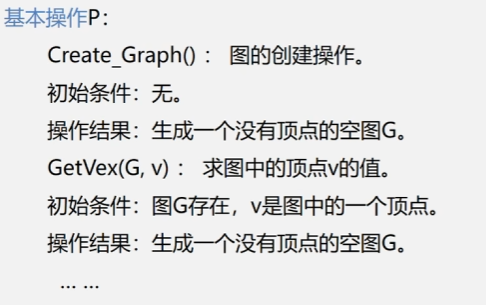 基本操作P：
Create_Graph() ： 图的创建操作。
初始条件：无。
操作结果：生成一个没有顶点的空图G。
GetVex(G, v) ： 求图中的顶点v的值。
初始条件：图G存在，v是图中的一个顶点。
操作结果：生成一个没有顶点的空图G。
... ...